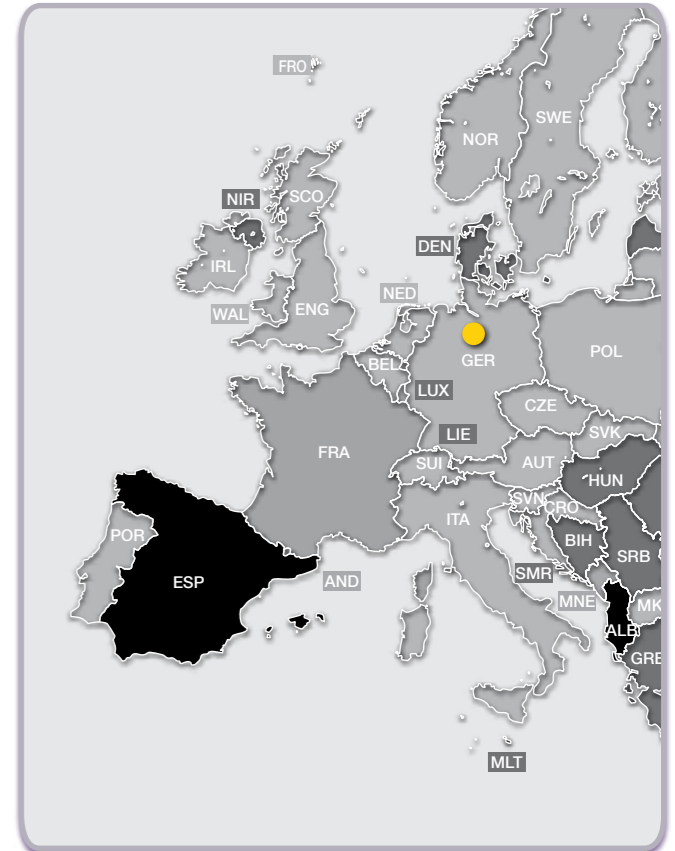 FRO
SWE
NOR
NIR
SCO
DEN
IRL
NED
WAL
ENG
POL
GER
BEL
LUX
CZE
LIE
SVK
FRA
SUI
AUT
HUN
SVN
CRO
ITA
POR
BIH
SRB
SMR
AND
ESP
MNE
MK
ALB
GRE
MLT